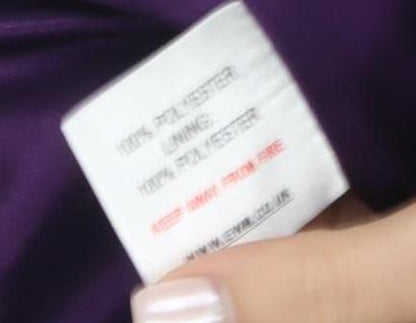 100% POLYESTER
LINING:
100% POLYESTER
KEEP AWAY FROM FIRE